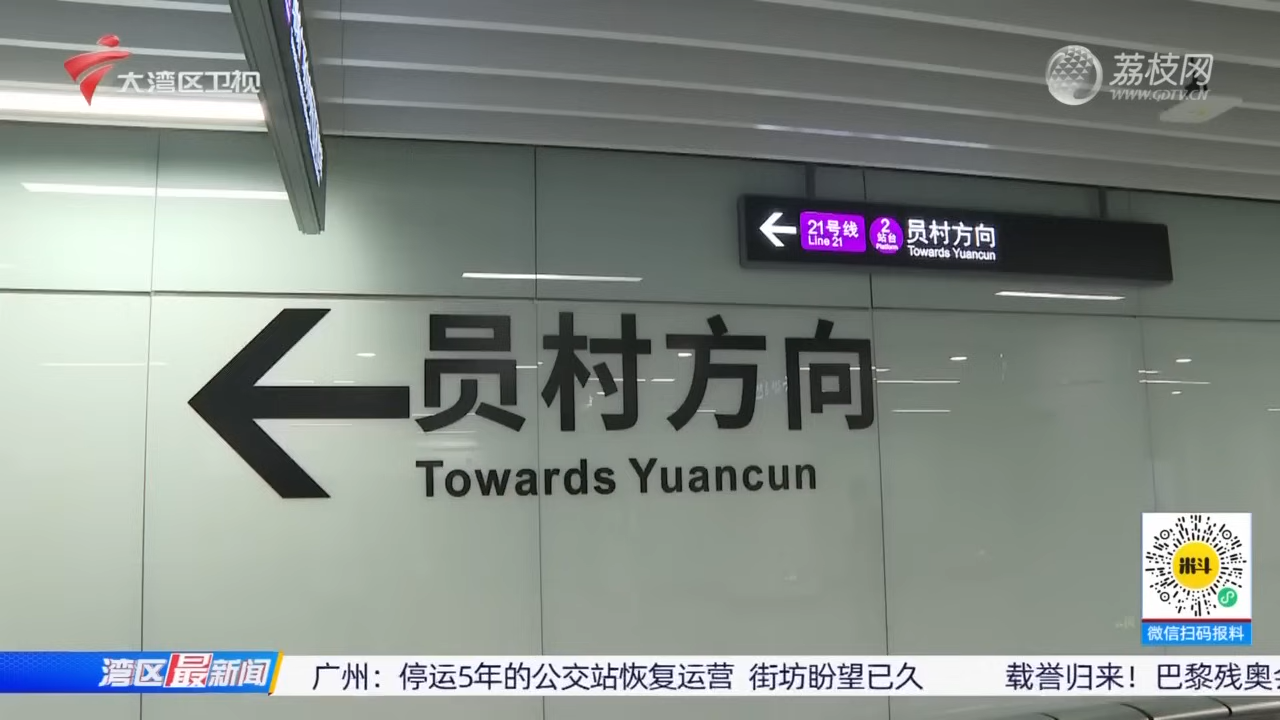 大湾区卫视
荔枝网
WWW.GDTV.CN
21号线
Line 21
2
站台
Platform
员村方向
Towards Yuancun
员村方向
Towards Yuancun
米斗
微信扫码报料
湾区最新闻
广州：停运5年的公交站恢复运营 街坊盼望已久
载誉归来！巴黎残奥